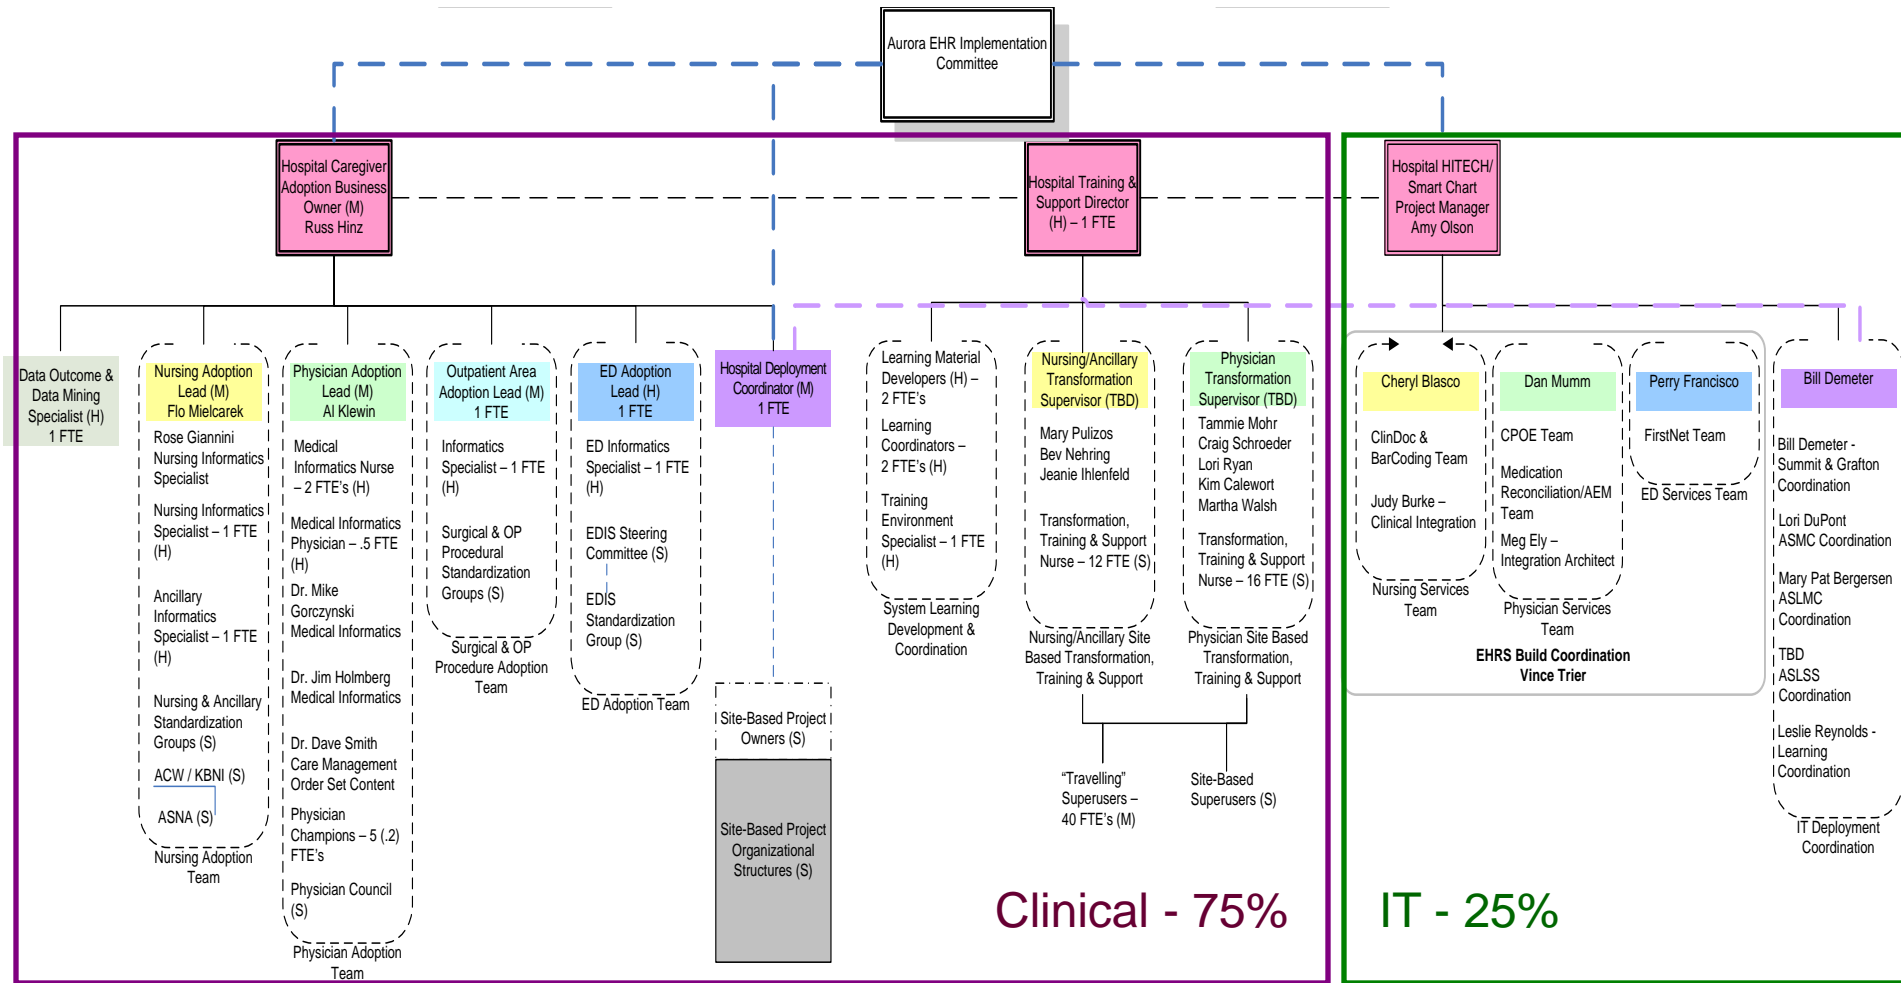 Aurora EHR Implementation
Committee
Hospital Caregiver
Adoption Business
Owner (M)
Russ Hinz
Hospital Training &
Support Director
(H) – 1 FTE
Hospital HITECH/
Smart Chart
Project Manager
Amy Olson
Data Outcome &
Data Mining
Specialist (H)
1 FTE
Nursing Adoption
Lead (M)
Flo Mielcarek
Rose Giannini
Nursing Informatics
Specialist
Nursing Informatics
Specialist – 1 FTE
(H)
Ancillary
Informatics
Specialist – 1 FTE
(H)
Nursing & Ancillary
Standardization
Groups (S)
ACW / KBNI (S)
ASNA (S)
Nursing Adoption
Team
Physician Adoption
Lead (M)
Al Klewin
Medical
Informatics Nurse
– 2 FTE's (H)
Medical Informatics
Physician – .5 FTE
(H)
Dr. Mike
Gorczynski
Medical Informatics
Dr. Jim Holmberg
Medical Informatics
Dr. Dave Smith
Care Management
Order Set Content
Physician
Champions – 5 (.2)
FTE's
Physician Council
(S)
Physician Adoption
Team
Outpatient Area
Adoption Lead (M)
1 FTE
Informatics
Specialist – 1 FTE
(H)
Surgical & OP
Procedural
Standardization
Groups (S)
Surgical & OP
Procedure Adoption
Team
ED Adoption
Lead (H)
1 FTE
ED Informatics
Specialist – 1 FTE
(H)
EDIS Steering
Committee (S)
EDIS
Standardization
Group (S)
ED Adoption Team
Hospital Deployment
Coordinator (M)
1 FTE
Site-Based Project
Owners (S)
Site-Based Project
Organizational
Structures (S)
Learning Material
Developers (H) –
2 FTE's
Learning
Coordinators –
2 FTE's (H)
Training
Environment
Specialist – 1 FTE
(H)
System Learning
Development &
Coordination
Nursing/Ancillary
Transformation
Supervisor (TBD)
Mary Pulizos
Bev Nehring
Jeanie Ihlenfeld
Transformation,
Training & Support
Nurse – 12 FTE (S)
Nursing/Ancillary Site
Based Transformation,
Training & Support
Physician
Transformation
Supervisor (TBD)
Tammie Mohr
Craig Schroeder
Lori Ryan
Kim Calewort
Martha Walsh
Transformation,
Training & Support
Nurse – 16 FTE (S)
Physician Site Based
Transformation,
Training & Support
"Travelling"
Superusers –
40 FTE's (M)
Site-Based
Superusers (S)
Cheryl Blasco
ClinDoc &
BarCoding Team
Judy Burke –
Clinical Integration
Nursing Services
Team
Dan Mumm
CPOE Team
Medication
Reconciliation/AEM
Team
Meg Ely –
Integration Architect
Physician Services
Team
Perry Francisco
FirstNet Team
ED Services Team
EHRS Build Coordination
Vince Trier
Bill Demeter
Bill Demeter -
Summit & Grafton
Coordination
Lori DuPont
ASMC Coordination
Mary Pat Bergersen
ASLMC
Coordination
TBD
ASLSS
Coordination
Leslie Reynolds -
Learning
Coordination
IT Deployment
Coordination
Clinical - 75%
IT - 25%